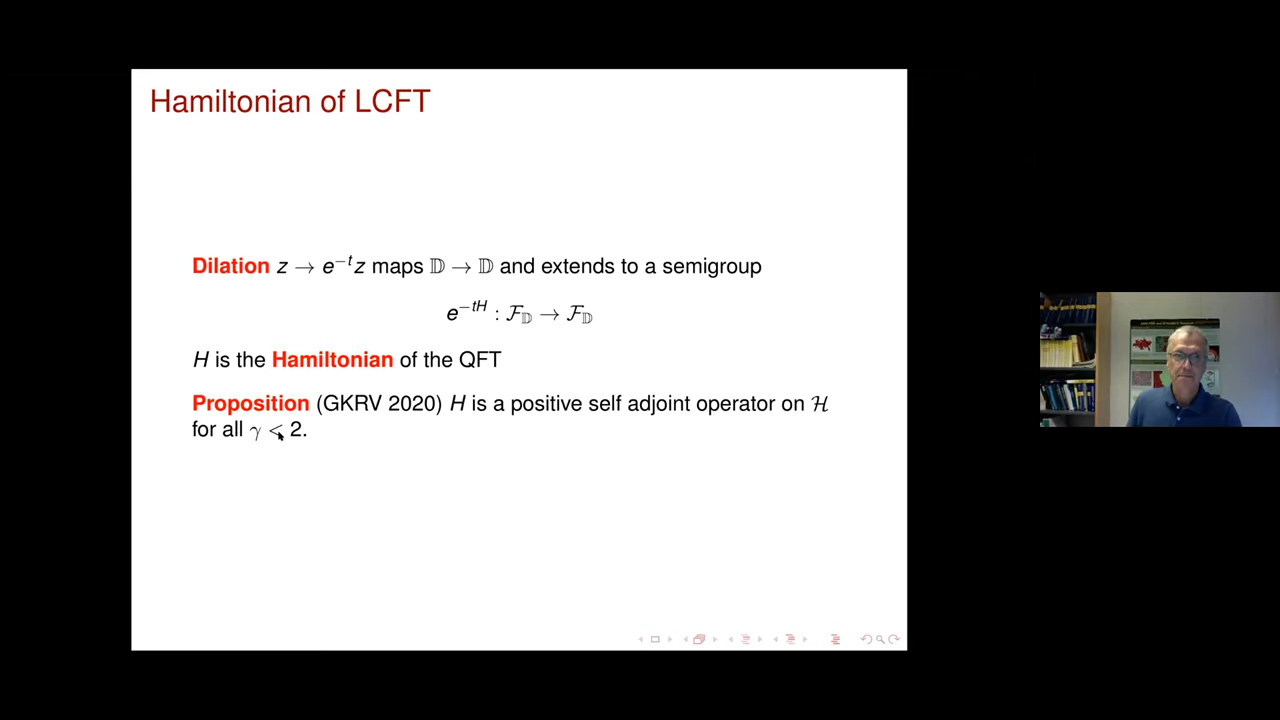 Hamiltonian of LCFT
Dilation z → e^{-t}z maps 𝔻 → 𝔻 and extends to a semigroup
e^{-tH} : ℱ_𝔻 → ℱ_𝔻
H is the Hamiltonian of the QFT
Proposition (GKRV 2020) H is a positive self adjoint operator on ℋ
for all γ < 2.